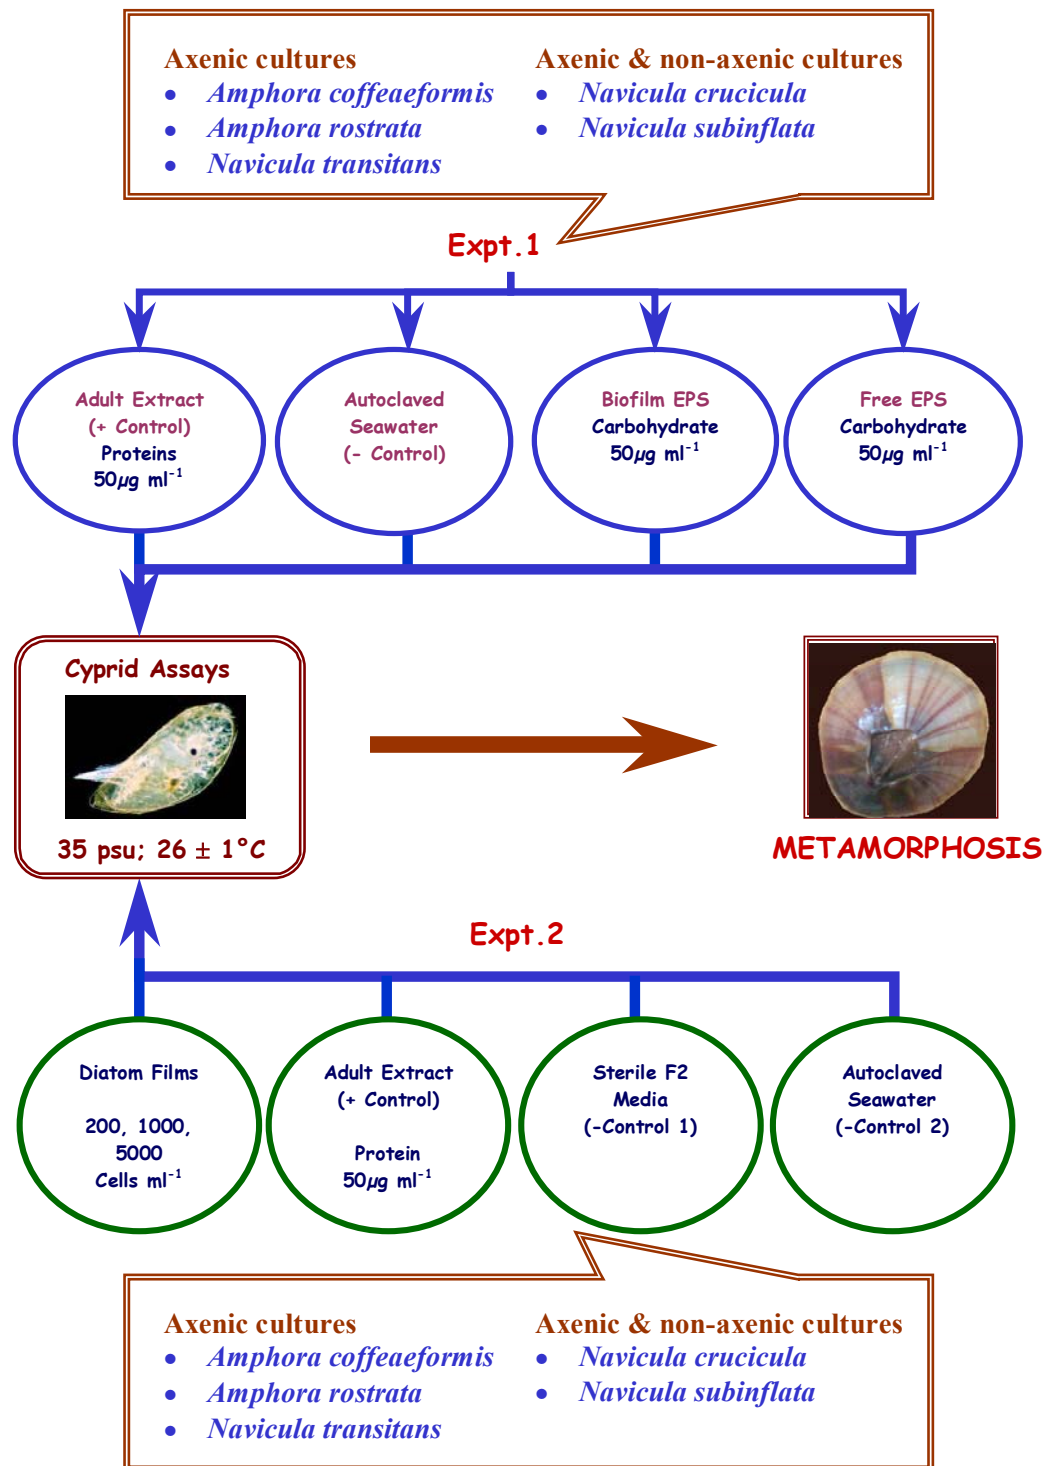 Axenic cultures
• Amphora coffeaeformis
• Amphora rostrata
• Navicula transitans
Axenic & non-axenic cultures
• Navicula crucicula
• Navicula subinflata
Expt.1
Adult Extract
(+ Control)
Proteins
50µg ml⁻¹
Autoclaved
Seawater
(- Control)
Biofilm EPS
Carbohydrate
50µg ml⁻¹
Free EPS
Carbohydrate
50µg ml⁻¹
Cyprid Assays
35 psu; 26 ± 1°C
METAMORPHOSIS
Expt.2
Diatom Films
200, 1000,
5000
Cells ml⁻¹
Adult Extract
(+ Control)
Protein
50µg ml⁻¹
Sterile F2
Media
(-Control 1)
Autoclaved
Seawater
(-Control 2)
Axenic cultures
• Amphora coffeaeformis
• Amphora rostrata
• Navicula transitans
Axenic & non-axenic cultures
• Navicula crucicula
• Navicula subinflata